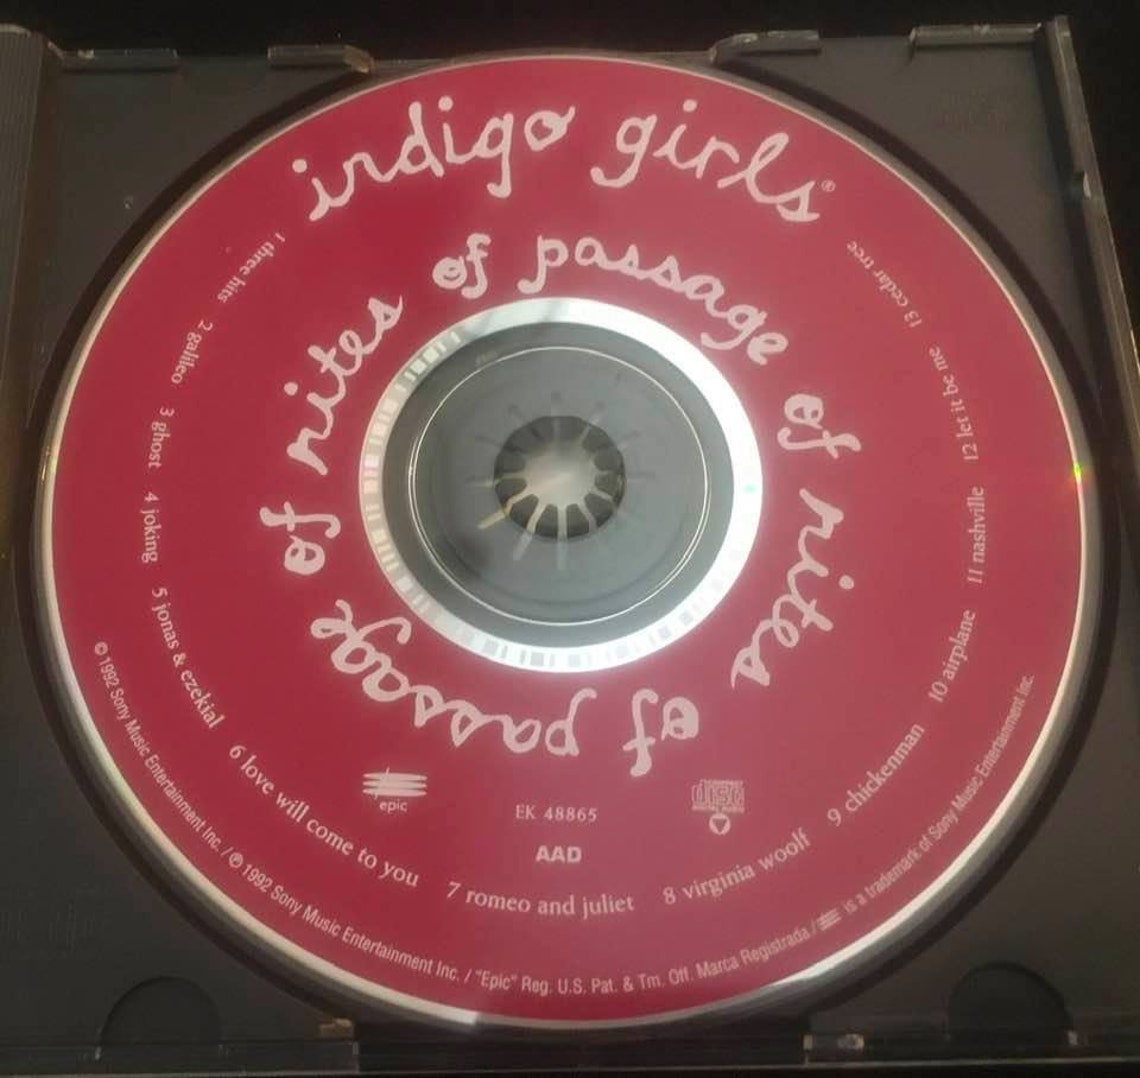 indigo girls®
rites of passage of rites of passage of
1 three hits 2 galileo 3 ghost 4 joking 5 jonas & ezekial 6 love will come to you 7 romeo and juliet 8 virginia woolf 9 chickenman 10 airplane 11 nashville 12 let it be me 13 cedar tree
epic
EK 48865
disc
AAD
© 1992 Sony Music Entertainment Inc. / ℗ 1992 Sony Music Entertainment Inc. / "Epic" Reg. U.S. Pat. & Tm. Off. Marca Registrada / is a trademark of Sony Music Entertainment Inc.